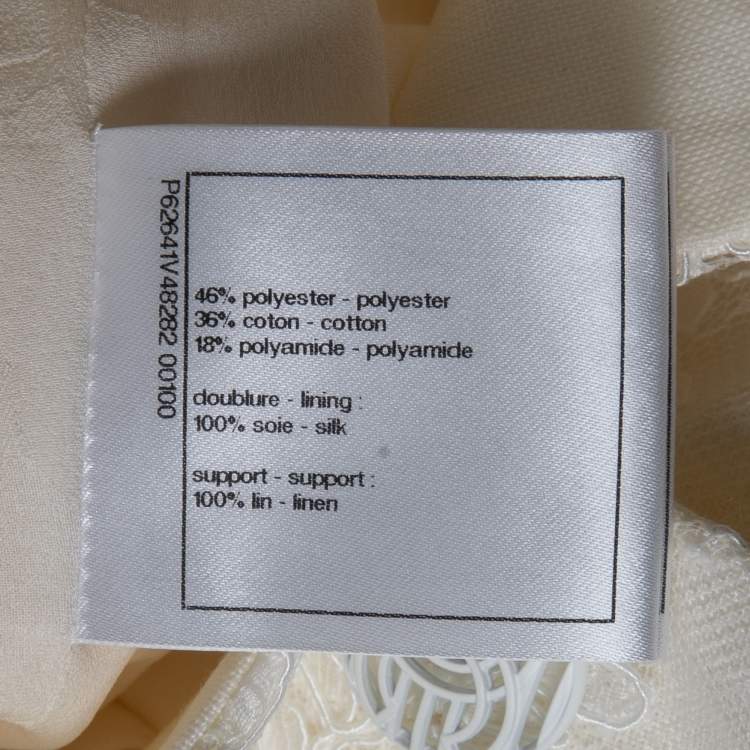 P62641V48282 00100
46% polyester - polyester
36% coton - cotton
18% polyamide - polyamide
doublure - lining :
100% soie - silk
support - support :
100% lin - linen